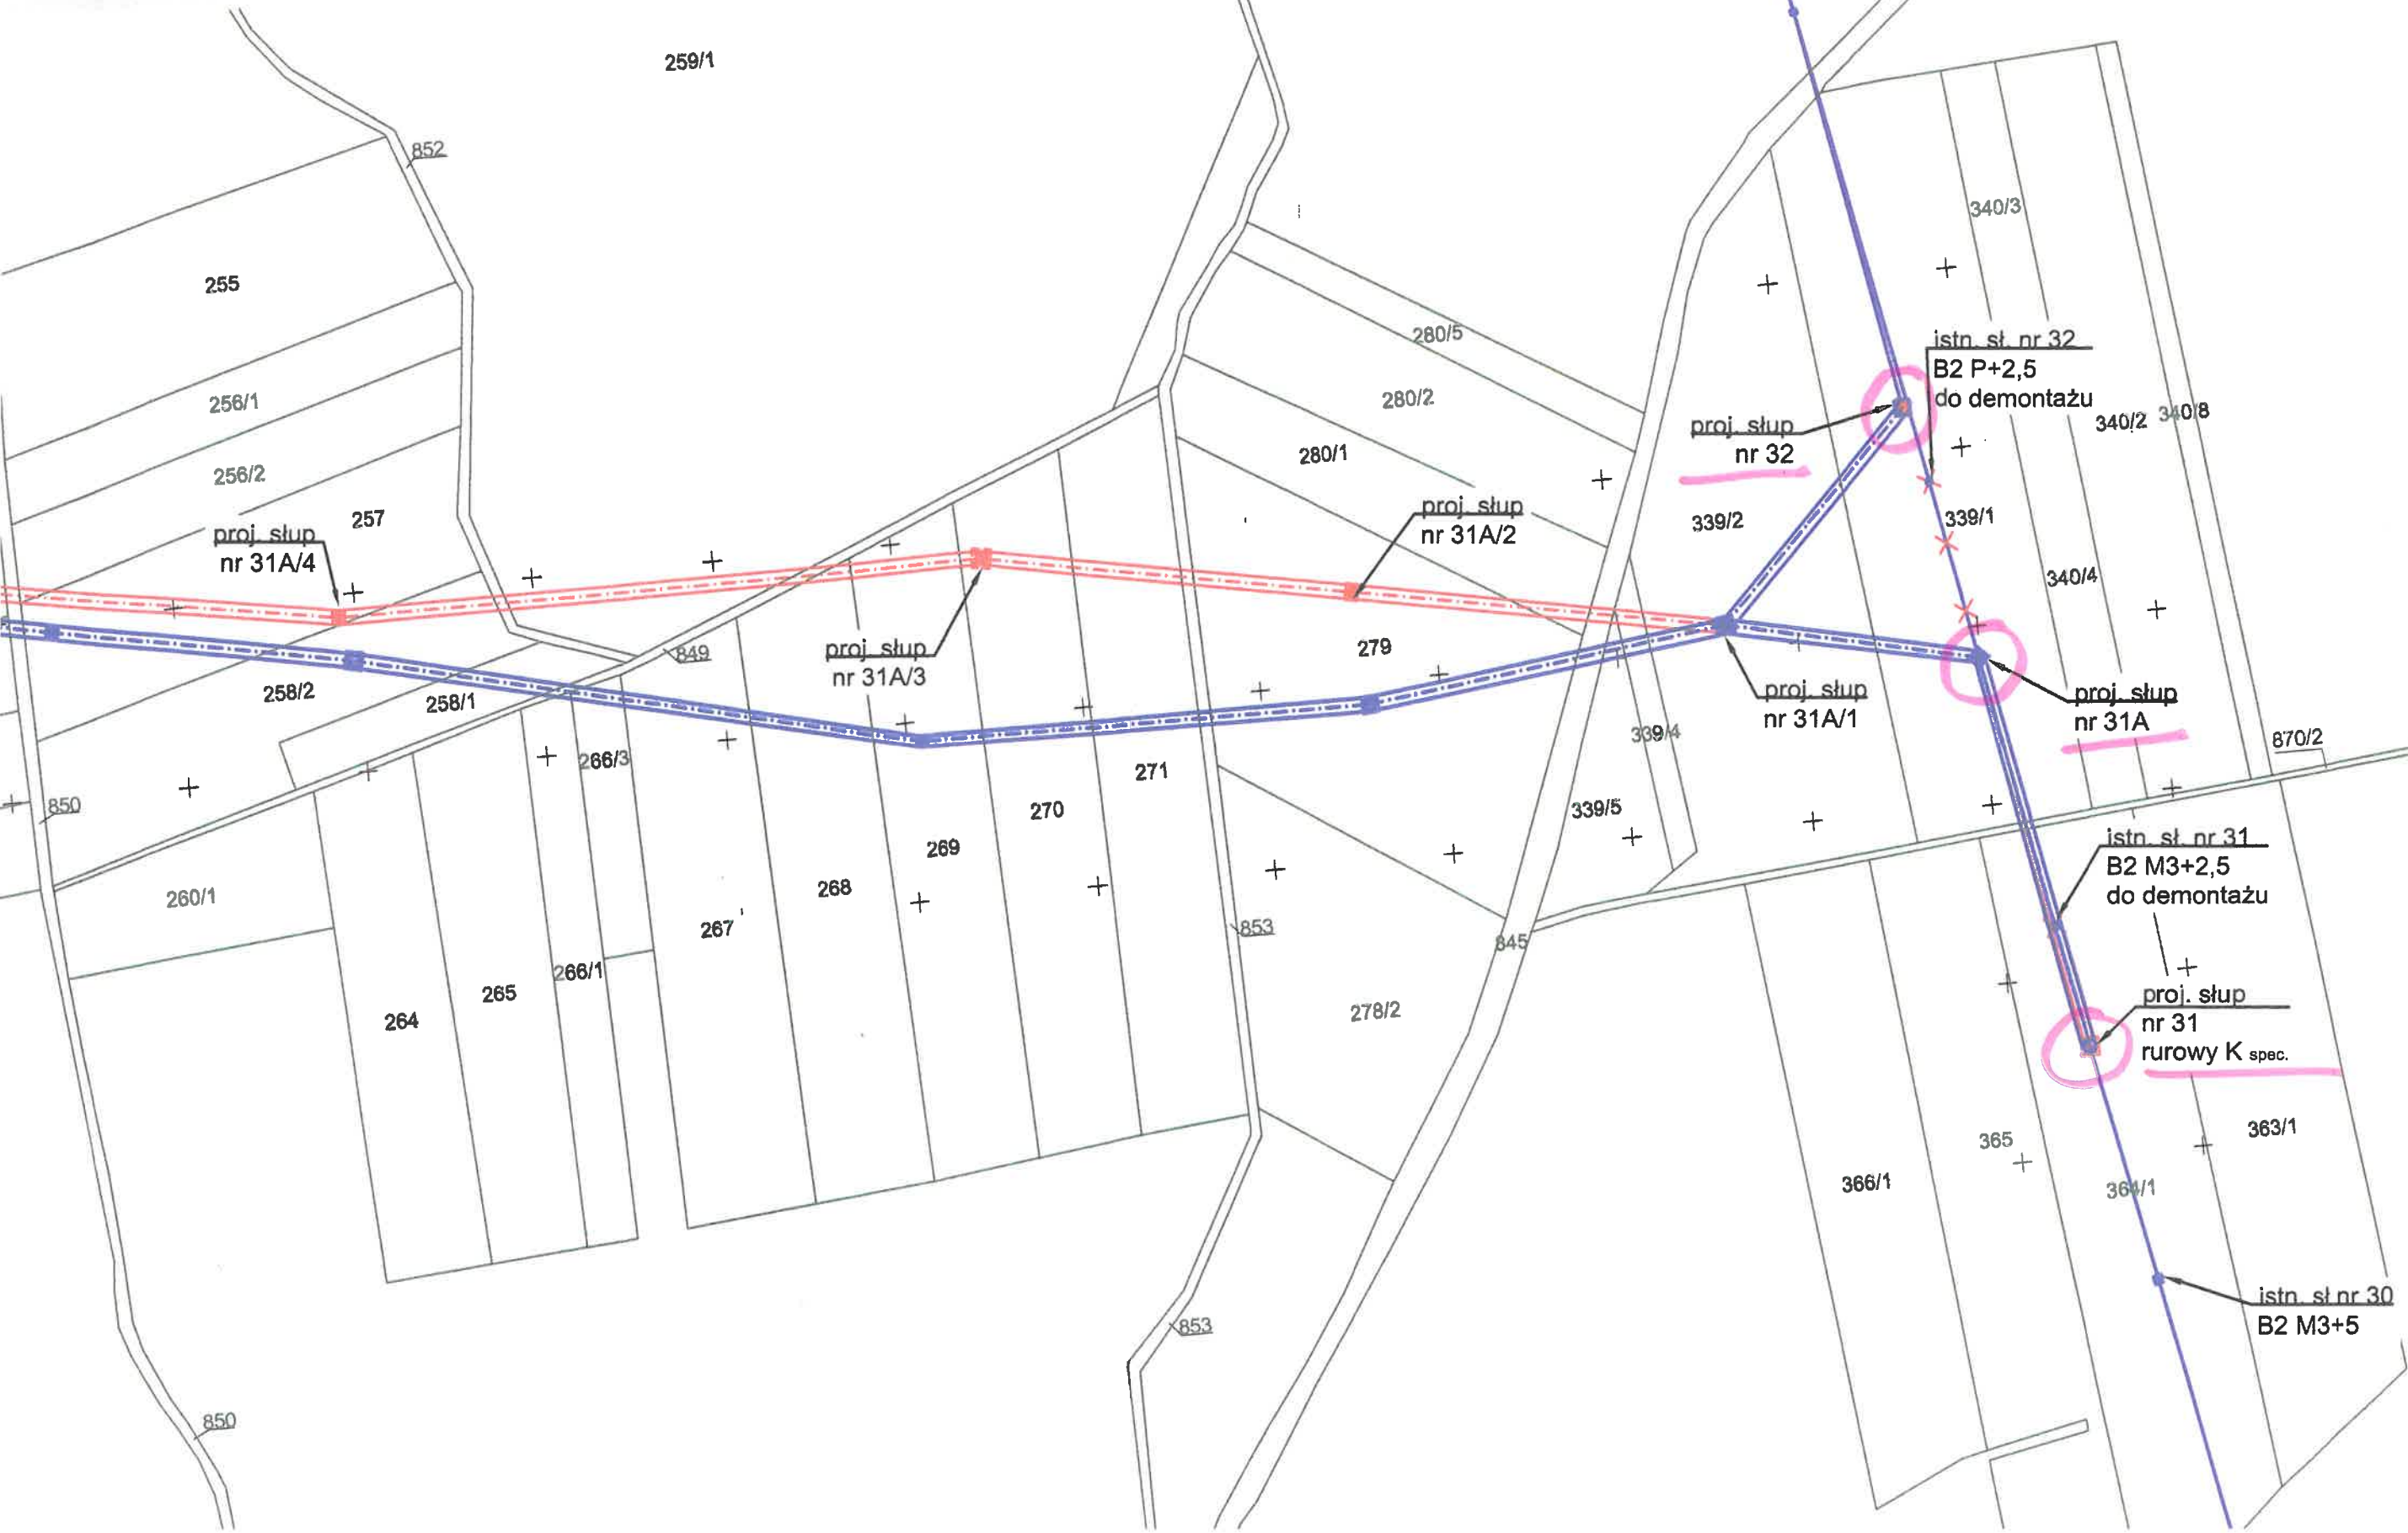 259/1
852
340/3
255
280/5
istn. sł. nr 32
B2 P+2,5
do demontażu
280/2
256/1
340/2
340/8
proj. słup
nr 32
280/1
256/2
257
proj. słup
nr 31A/2
339/2
339/1
proj. słup
nr 31A/4
340/4
279
849
proj. słup
nr 31A/3
258/2
258/1
proj. słup
nr 31A/1
proj. słup
nr 31A
339/4
870/2
266/3
271
850
270
339/5
269
istn. sł. nr 31
B2 M3+2,5
do demontażu
268
260/1
267
853
845
266/1
265
proj. słup
nr 31
rurowy K spec.
278/2
264
365
363/1
366/1
364/1
istn. sł nr 30
B2 M3+5
853
850